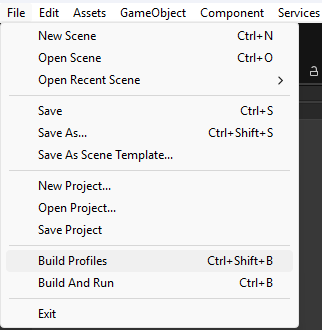 File Edit Assets GameObject Component Services
New Scene Ctrl+N
Open Scene Ctrl+O
Open Recent Scene
Save Ctrl+S
Save As... Ctrl+Shift+S
Save As Scene Template...
New Project...
Open Project...
Save Project
Build Profiles Ctrl+Shift+B
Build And Run Ctrl+B
Exit